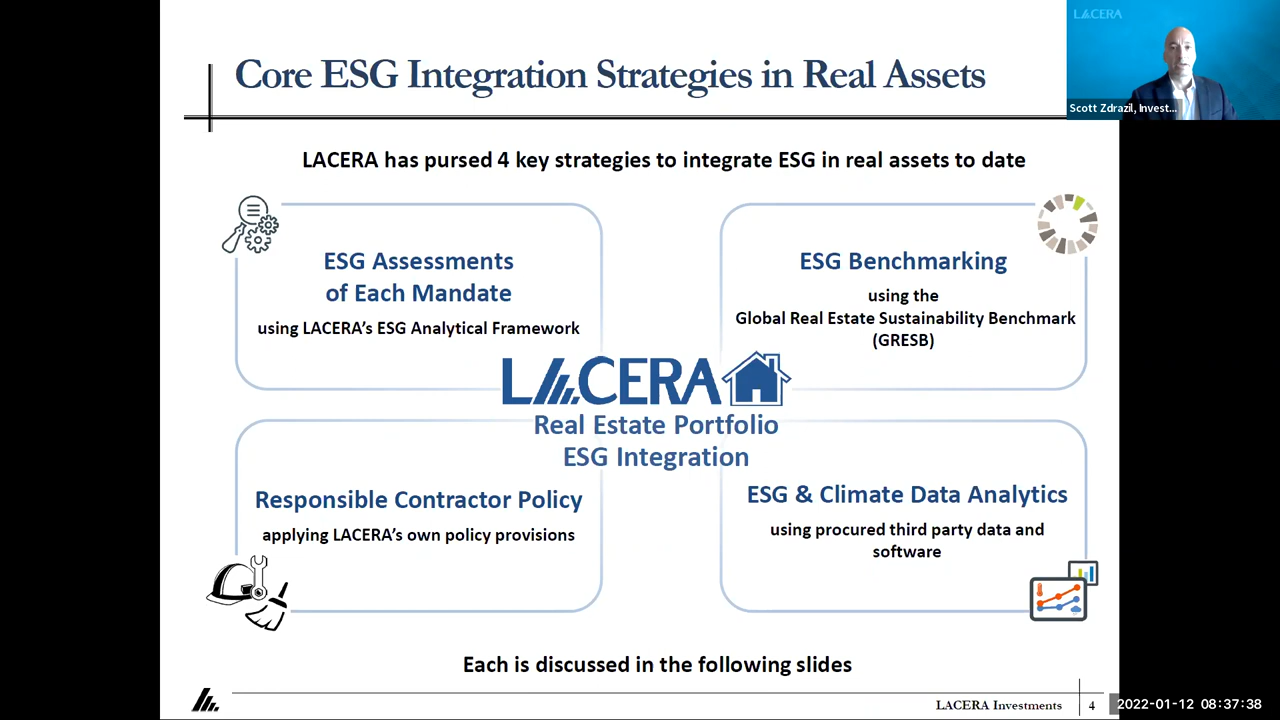 Core ESG Integration Strategies in Real Assets
LACERA
Scott Zdrazil, Invest...
LACERA has pursed 4 key strategies to integrate ESG in real assets to date
ESG Assessments
of Each Mandate
using LACERA’s ESG Analytical Framework
ESG Benchmarking
using the
Global Real Estate Sustainability Benchmark
(GRESB)
LACERA
Real Estate Portfolio
ESG Integration
Responsible Contractor Policy
applying LACERA’s own policy provisions
ESG & Climate Data Analytics
using procured third party data and
software
Each is discussed in the following slides
LACERA Investments
4
2022-01-12 08:37:38